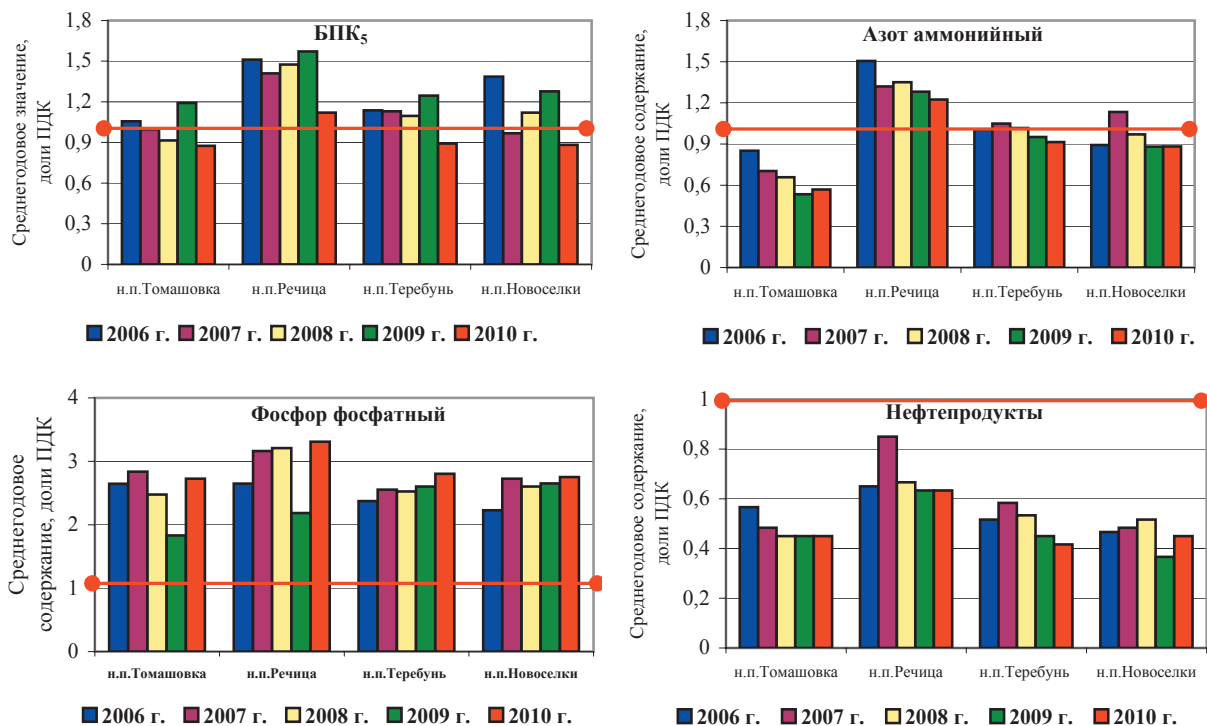 БПК5
Среднегодовое значение,
доли ПДК
1,8
1,5
1,2
0,9
0,6
0,3
0
н.п.Томашовка н.п.Речица н.п.Теребунь н.п.Новоселки
2006 г. 2007 г. 2008 г. 2009 г. 2010 г.
Азот аммонийный
Среднегодовое содержание,
доли ПДК
1,8
1,5
1,2
0,9
0,6
0,3
0
н.п.Томашовка н.п.Речица н.п.Теребунь н.п.Новоселки
2006 г. 2007 г. 2008 г. 2009 г. 2010 г.
Фосфор фосфатный
Среднегодовое
содержание, доли ПДК
4
3
2
1
0
н.п.Томашовка н.п.Речица н.п.Теребунь н.п.Новоселки
2006 г. 2007 г. 2008 г. 2009 г. 2010 г.
Нефтепродукты
Среднегодовое содержание,
доли ПДК
1
0,8
0,6
0,4
0,2
0
н.п.Томашовка н.п.Речица н.п.Теребунь н.п.Новоселки
2006 г. 2007 г. 2008 г. 2009 г. 2010 г.